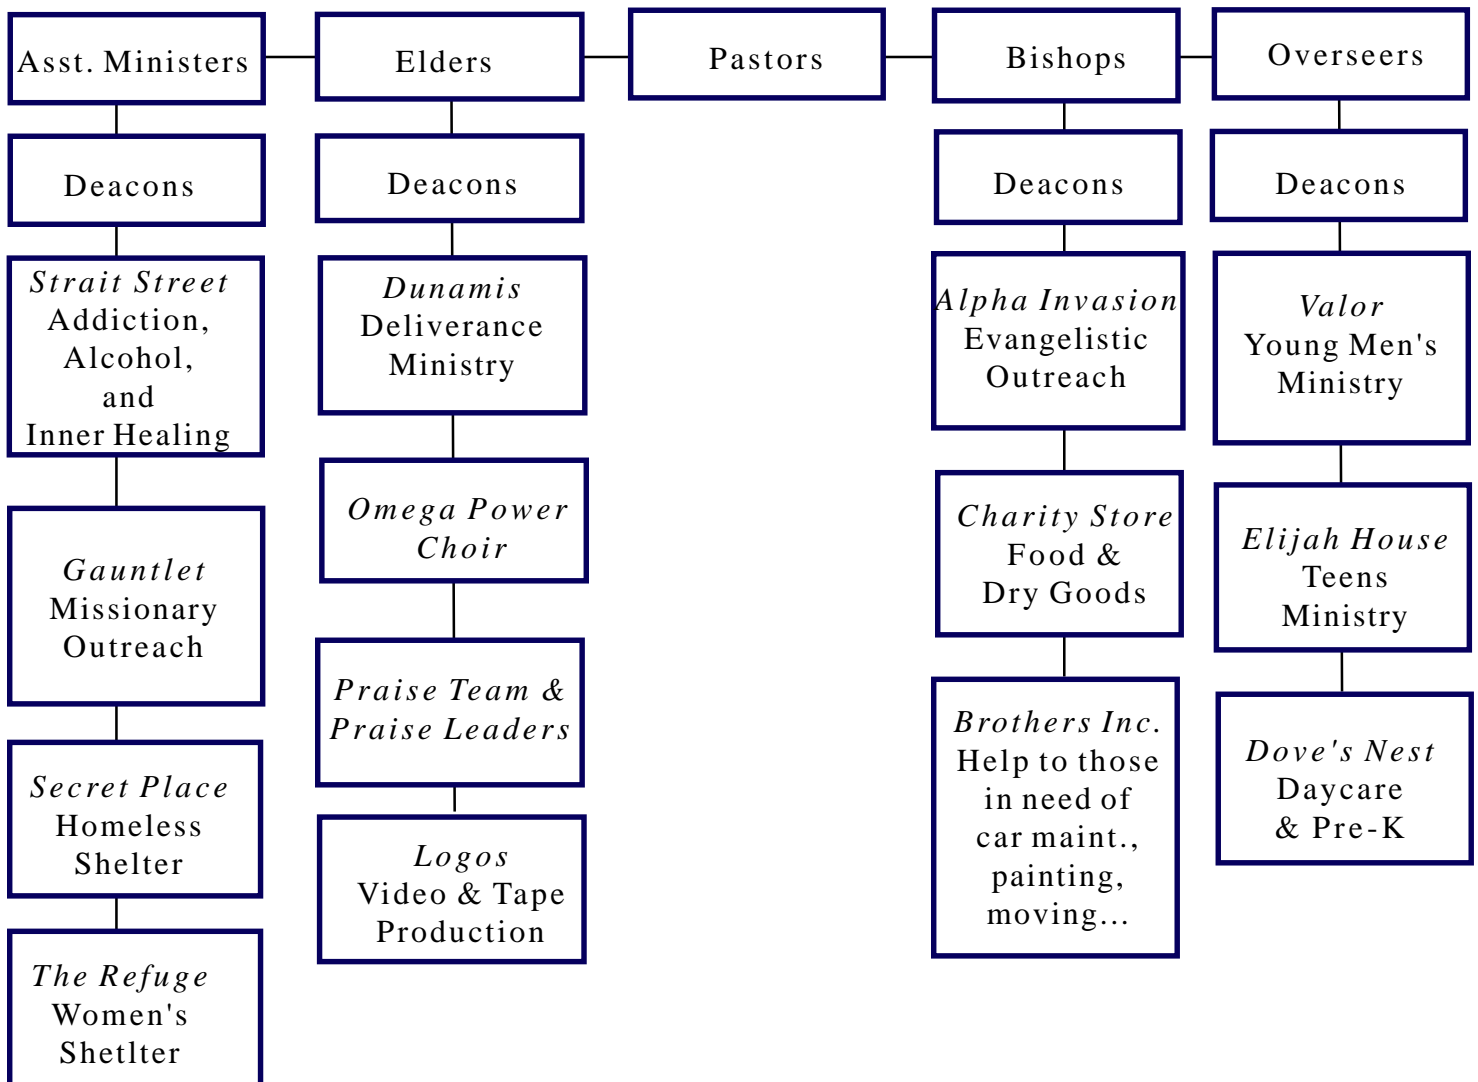 Asst. Ministers
Elders
Pastors
Bishops
Overseers
Deacons
Deacons
Deacons
Deacons
Strait Street
Addiction,
Alcohol,
and
Inner Healing
Dunamis
Deliverance
Ministry
Alpha Invasion
Evangelistic
Outreach
Valor
Young Men's
Ministry
Gauntlet
Missionary
Outreach
Omega Power
Choir
Charity Store
Food &
Dry Goods
Elijah House
Teens
Ministry
Secret Place
Homeless
Shelter
Praise Team &
Praise Leaders
Brothers Inc.
Help to those
in need of
car maint.,
painting,
moving...
Dove's Nest
Daycare
& Pre-K
The Refuge
Women's
Shetlter
Logos
Video & Tape
Production